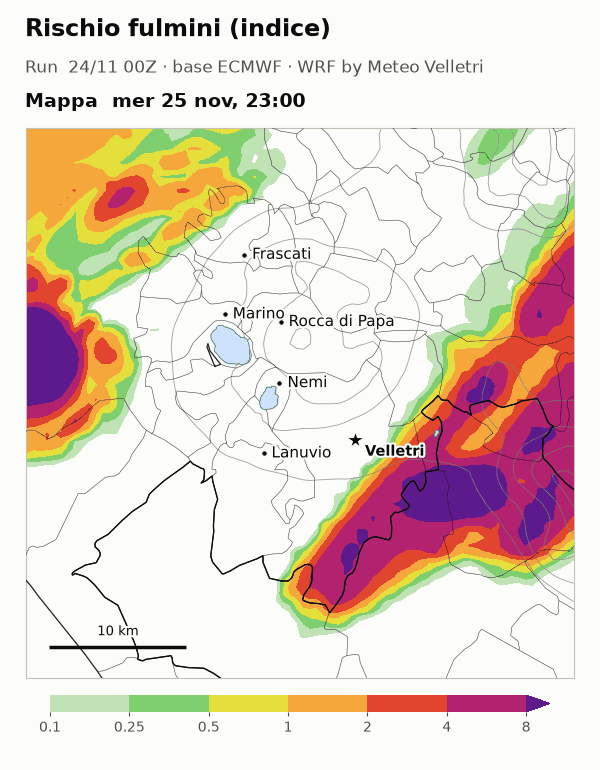 Rischio fulmini (indice)
Run  24/11 00Z · base ECMWF · WRF by Meteo Velletri
Mappa  mer 25 nov, 23:00
Frascati
Marino
Rocca di Papa
Nemi
Velletri
Lanuvio
10 km
0.1 0.25 0.5 1 2 4 8